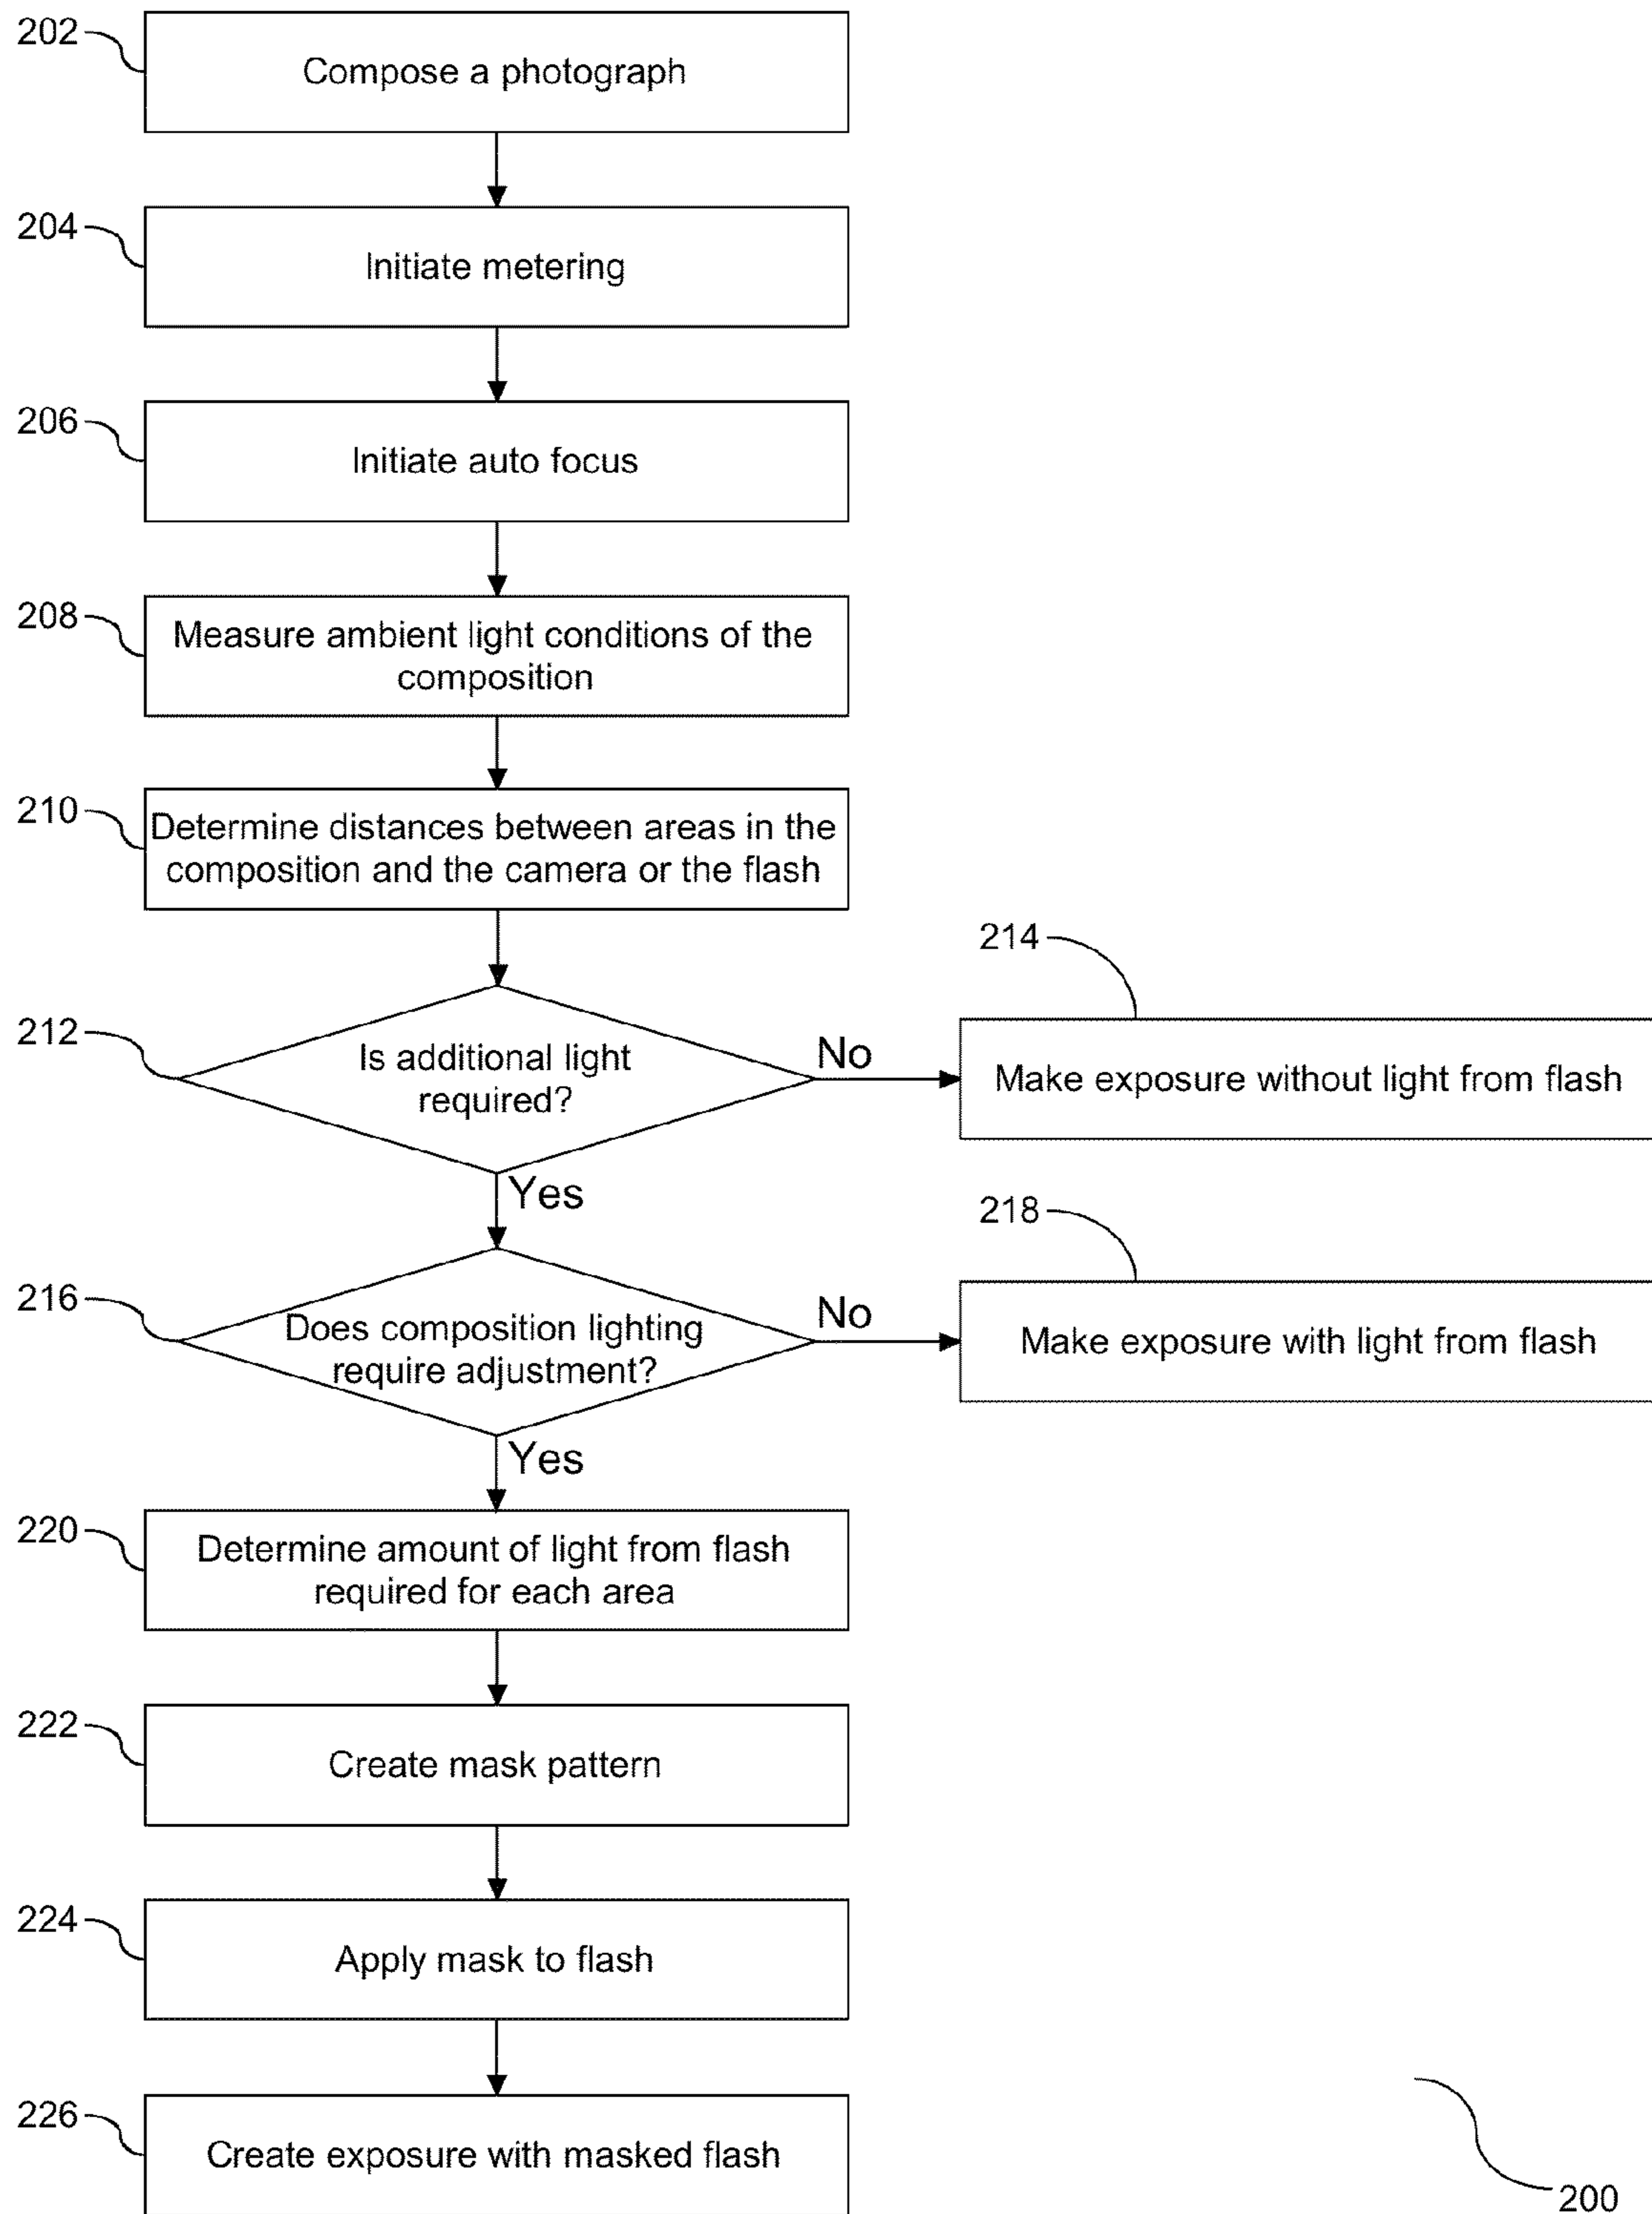 202
Compose a photograph
204
Initiate metering
206
Initiate auto focus
208
Measure ambient light conditions of the
composition
210
Determine distances between areas in the
composition and the camera or the flash
212
Is additional light
required?
No
214
Make exposure without light from flash
Yes
216
Does composition lighting
require adjustment?
No
218
Make exposure with light from flash
Yes
220
Determine amount of light from flash
required for each area
222
Create mask pattern
224
Apply mask to flash
226
Create exposure with masked flash
200